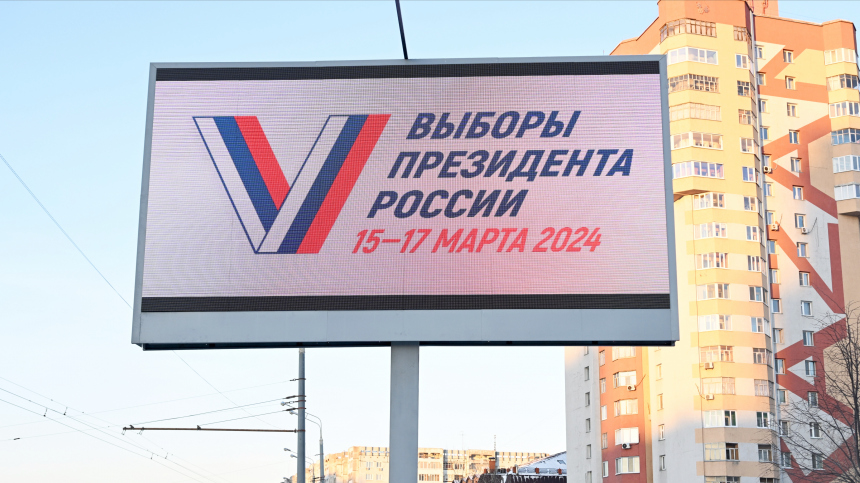 ВЫБОРЫ
ПРЕЗИДЕНТА
РОССИИ
15–17 МАРТА 2024